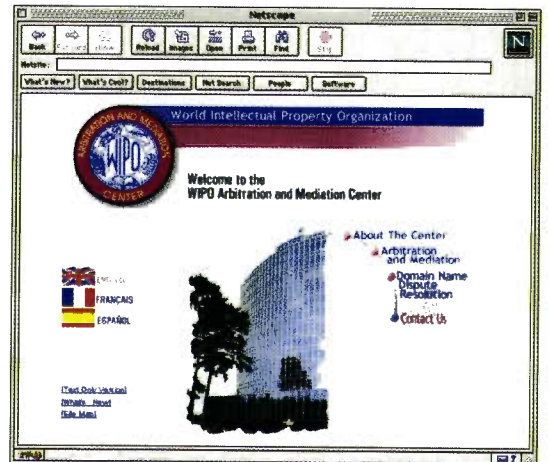 Netscape
Back
Reload Images Open Print Find Stop
Netsite:
What's New? What's Cool? Destinations Net Search People Software
World Intellectual Property Organization
ARBITRATION AND MEDIATION
WIPO
CENTER
Welcome to the
WIPO Arbitration and Mediation Center
About The Center
Arbitration
and Mediation
Domain Name
Dispute
Resolution
Contact Us
ENGLISH
FRANÇAIS
ESPAÑOL
[Text Only Version]
[What's New]
[Site Map]